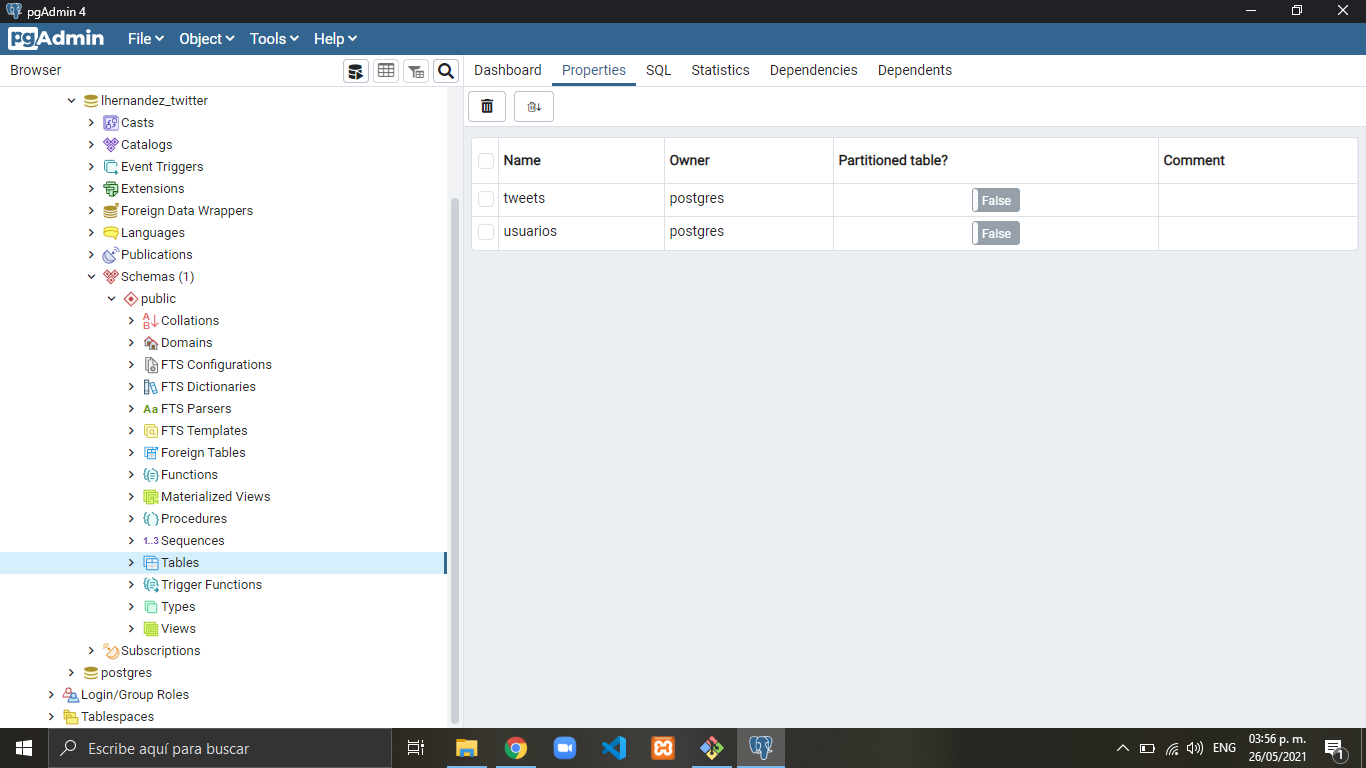 pgAdmin 4
pgAdmin File Object Tools Help
Browser
Dashboard Properties SQL Statistics Dependencies Dependents
lhernandez_twitter
Casts
Catalogs
Event Triggers
Extensions
Foreign Data Wrappers
Languages
Publications
Schemas (1)
public
Collations
Domains
FTS Configurations
FTS Dictionaries
Aa FTS Parsers
FTS Templates
Foreign Tables
Functions
Materialized Views
Procedures
1..3 Sequences
Tables
Trigger Functions
Types
Views
Subscriptions
postgres
Login/Group Roles
Tablespaces
Name Owner Partitioned table? Comment
tweets postgres False
usuarios postgres False
Escribe aquí para buscar
ENG
03:56 p. m.
26/05/2021
1